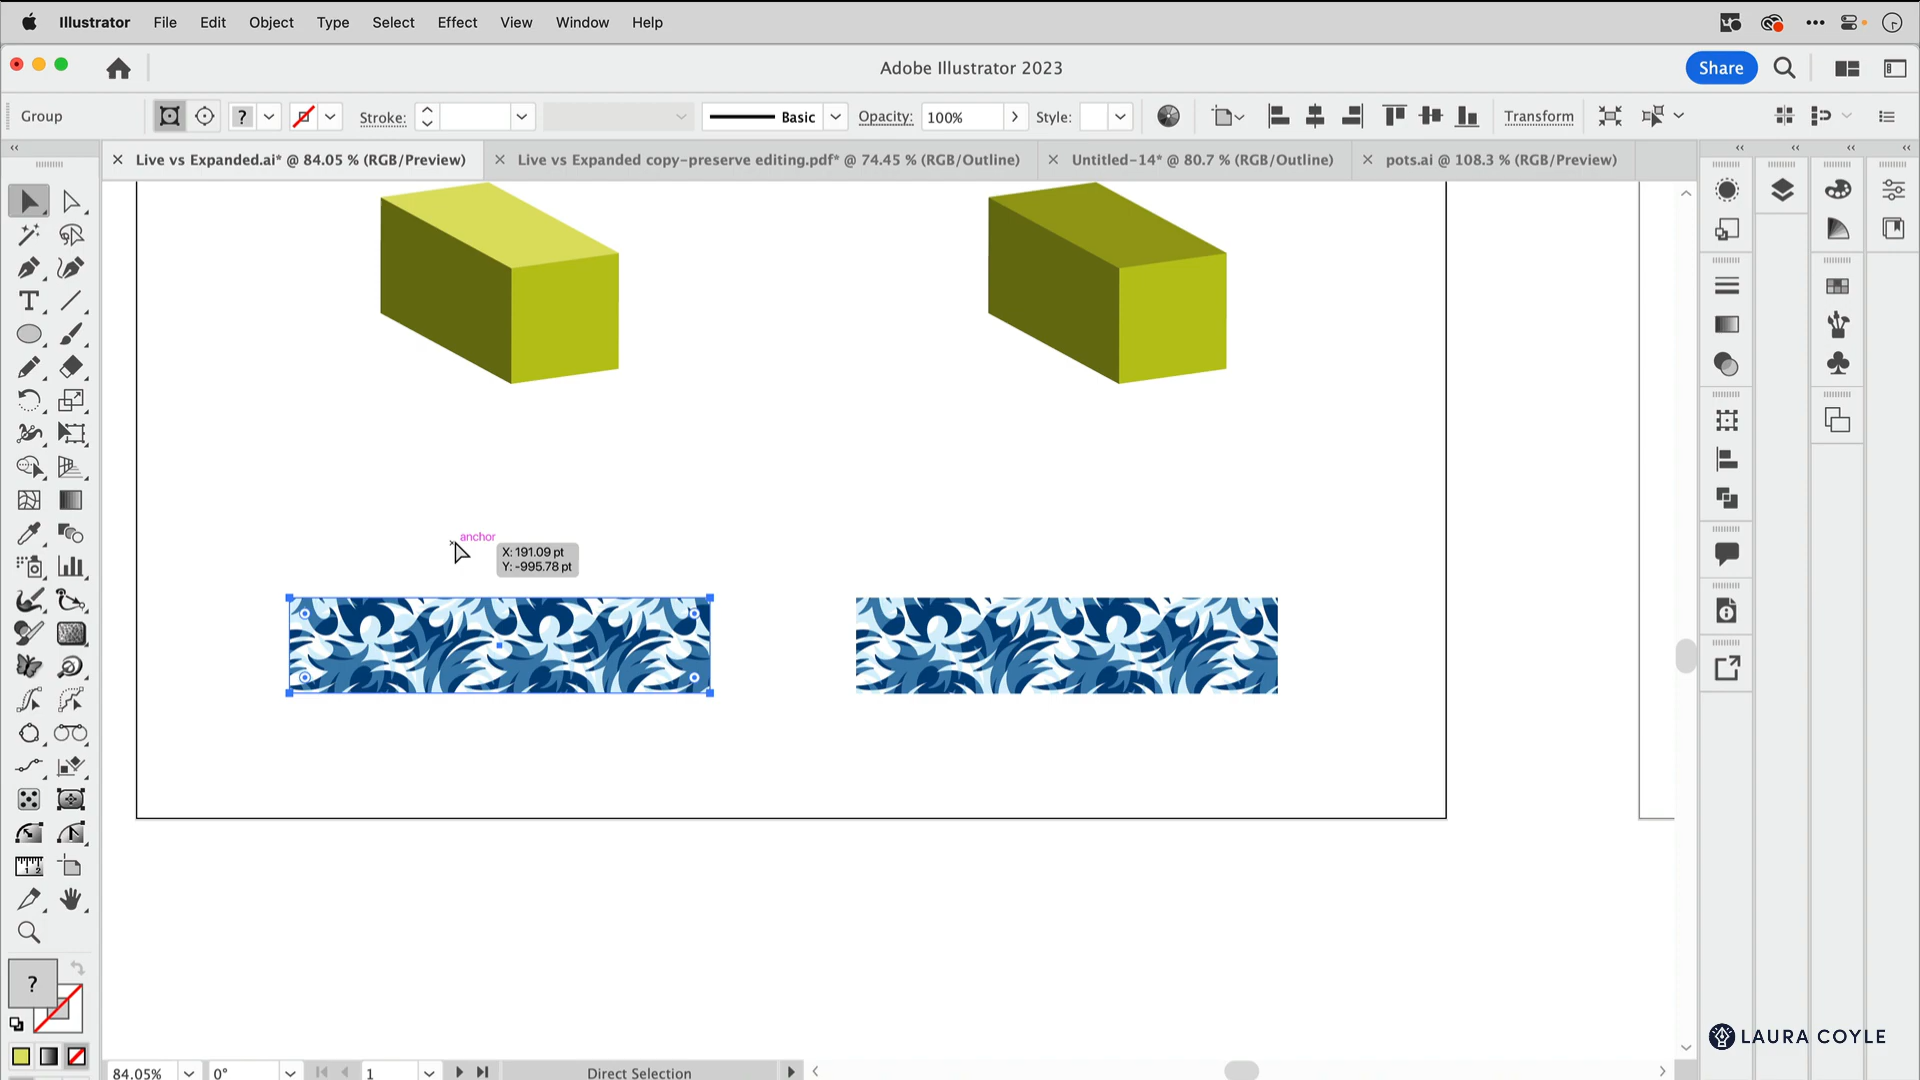 Illustrator File Edit Object Type Select Effect View Window Help
Adobe Illustrator 2023
Share
Group
?
Stroke:
Basic
Opacity:
100%
Style:
Transform
Live vs Expanded.ai* @ 84.05 % (RGB/Preview)
Live vs Expanded copy-preserve editing.pdf* @ 74.45 % (RGB/Outline)
Untitled-14* @ 80.7 % (RGB/Outline)
pots.ai @ 108.3 % (RGB/Preview)
anchor
X: 191.09 pt
Y: -995.78 pt
?
LAURA COYLE
84.05%
0°
1
Direct Selection